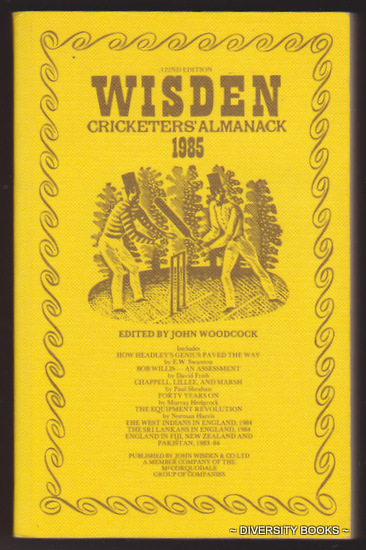 122ND EDITION
WISDEN
CRICKETERS' ALMANACK
1985
EDITED BY JOHN WOODCOCK
Includes
HOW HEADLEY'S GENIUS PAVED THE WAY
by E. W. Swanton
BOB WILLIS — AN ASSESSMENT
by David Frith
CHAPPELL, LILLEE, AND MARSH
by Paul Sheahan
FORTY YEARS ON
by Murray Hedgcock
THE EQUIPMENT REVOLUTION
by Norman Harris
THE WEST INDIANS IN ENGLAND, 1984
THE SRI LANKANS IN ENGLAND, 1984
ENGLAND IN FIJI, NEW ZEALAND AND
PAKISTAN, 1983-84
PUBLISHED BY JOHN WISDEN & CO LTD
A MEMBER COMPANY OF THE
McCORQUODALE
GROUP OF COMPANIES
~ DIVERSITY BOOKS ~